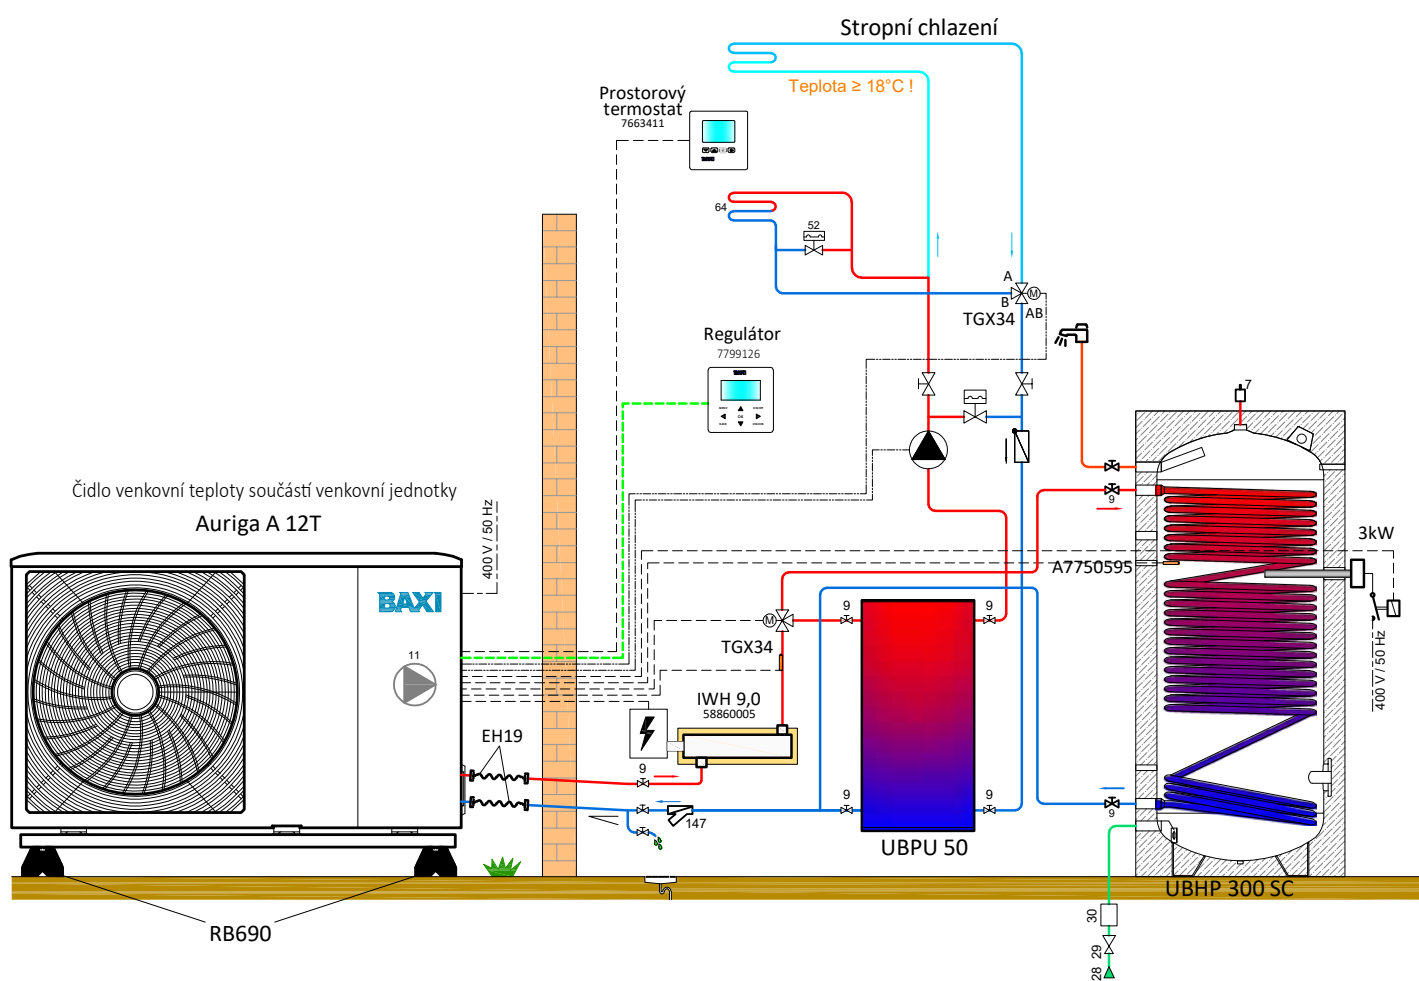 Stropní chlazení
Teplota ≥ 18°C !
Prostorový
termostat
7663411
64
52
A
M
B
AB
TGX34
Regulátor
7799126
7
Čidlo venkovní teploty součástí venkovní jednotky
Auriga A 12T
400 V / 50 Hz
9
3kW
A7750595
BAXI
11
M
TGX34
9
9
IWH 9,0
58860005
400 V / 50 Hz
EH19
9
9
9
9
147
UBPU 50
UBHP 300 SC
RB690
30
29
28